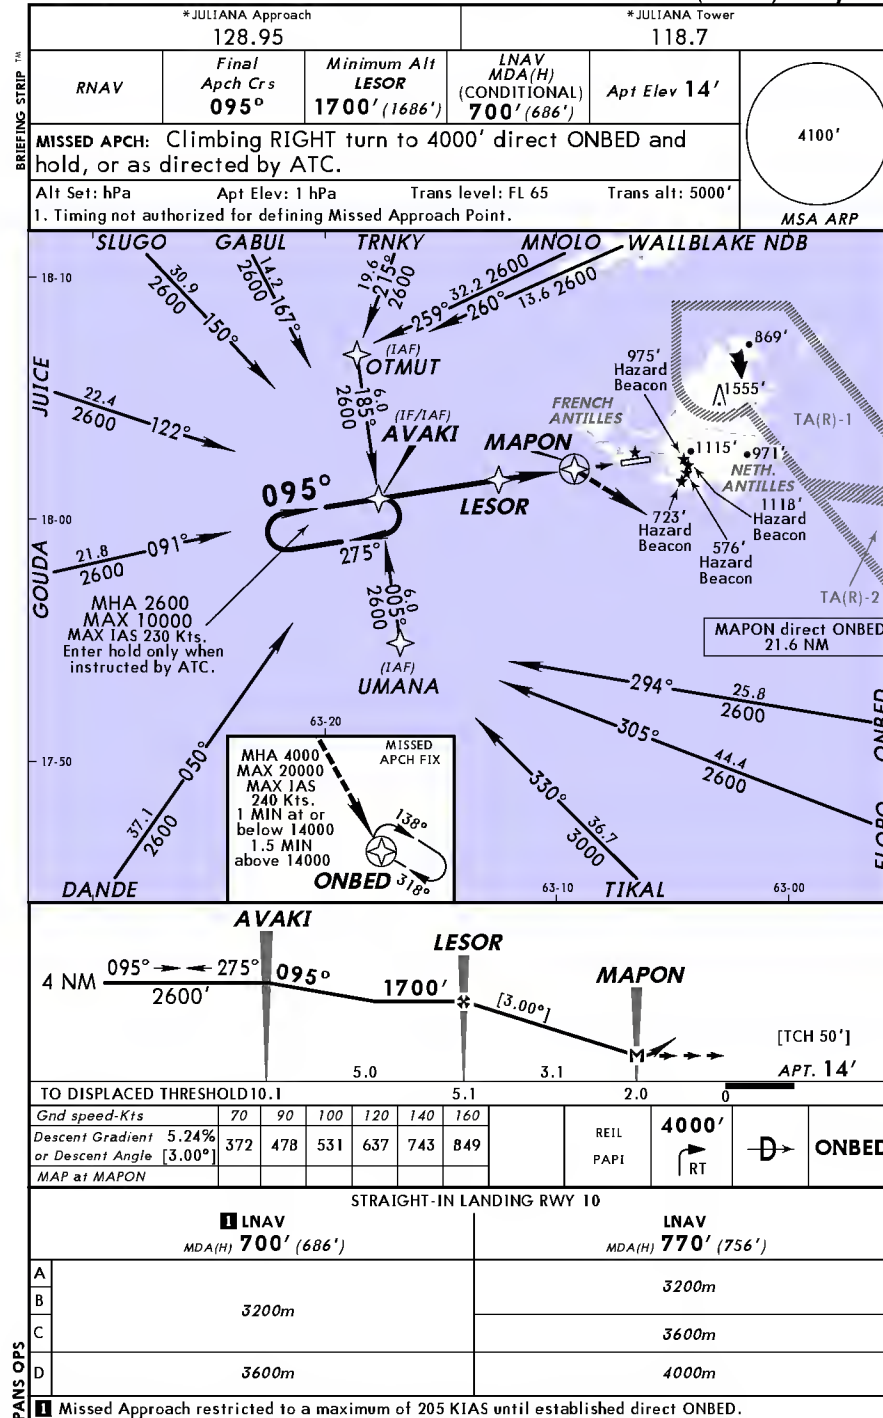 *JULIANA Approach
128.95
*JULIANA Tower
118.7
BRIEFING STRIP TM
RNAV
Final
Apch Crs
095°
Minimum Alt
LESOR
1700' (1686')
LNAV
MDA(H)
(CONDITIONAL)
700' (686')
Apt Elev 14'
4100'
MSA ARP
MISSED APCH: Climbing RIGHT turn to 4000' direct ONBED and
hold, or as directed by ATC.
Alt Set: hPa Apt Elev: 1 hPa Trans level: FL 65 Trans alt: 5000'
1. Timing not authorized for defining Missed Approach Point.
SLUGO
GABUL
TRNKY
MNOLO
WALLBLAKE NDB
18-10
30.9
2600
150°
14.2
2600
167°
19.6
215°
2600
259°
32.2 2600
260°
13.6 2600
(IAF)
OTMUT
6.0
185°
2600
(IF/IAF)
AVAKI
JUICE
22.4
2600
122°
FRENCH
ANTILLES
MAPON
975'
Hazard
Beacon
869'
1555'
TA(R)-1
1115'
971'
NETH.
ANTILLES
1118'
Hazard
Beacon
723'
Hazard
Beacon
576'
Hazard
Beacon
TA(R)-2
095°
LESOR
18-00
275°
GOUDA
21.8
2600
091°
MHA 2600
MAX 10000
MAX IAS 230 Kts.
Enter hold only when
instructed by ATC.
6.0
005°
2600
(IAF)
UMANA
MAPON direct ONBED
21.6 NM
294°
25.8
2600
ONBED
305°
44.4
2600
330°
36.7
3000
TIKAL
63-20
17-50
050°
37.1
2600
DANDE
MHA 4000
MAX 20000
MAX IAS
240 Kts.
1 MIN at or
below 14000
1.5 MIN
above 14000
MISSED
APCH FIX
138°
318°
ONBED
63-10
63-00
AVAKI
LESOR
MAPON
4 NM
095°
275°
2600'
095°
1700'
[3.00°]
M
[TCH 50']
APT. 14'
5.0
3.1
TO DISPLACED THRESHOLD 10.1 5.1 2.0 0
Gnd speed-Kts 70 90 100 120 140 160
Descent Gradient 5.24%
or Descent Angle [3.00°] 372 478 531 637 743 849
MAP at MAPON
REIL
PAPI
4000'
RT
D
ONBED
STRAIGHT-IN LANDING RWY 10
1 LNAV
MDA(H) 700' (686')
LNAV
MDA(H) 770' (756')
A
B
C
D
3200m
3600m
3200m
3600m
4000m
PANS OPS
1 Missed Approach restricted to a maximum of 205 KIAS until established direct ONBED.